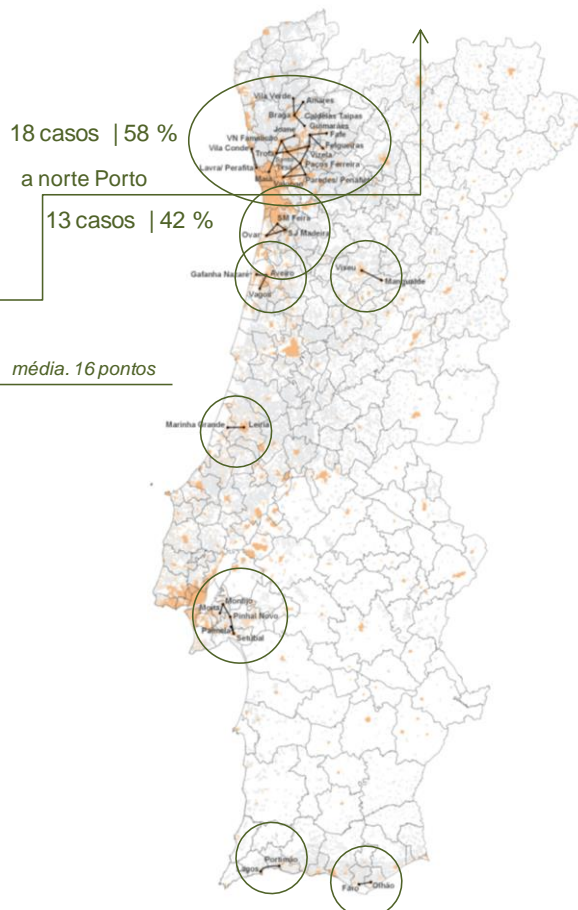 Vila Verde
Amares
Braga
Caldelas Taipas
Guimarães
18 casos | 58 %
Joane
Fafe
VN Famalicão
Felgueiras
Vila Conde
Trofa
Vizela
Lavra/ Perafita
Maia
Paços Ferreira
a norte Porto
Paredes/ Penafiel
13 casos | 42 %
SM Feira
Ovar
SJ Madeira
Gafanha Nazaré
Aveiro
Vagos
Viseu
Mangualde
média. 16 pontos
Marinha Grande
Leiria
Montijo
Moita
Pinhal Novo
Palmela
Setúbal
Portimão
Lagos
Faro
Olhão